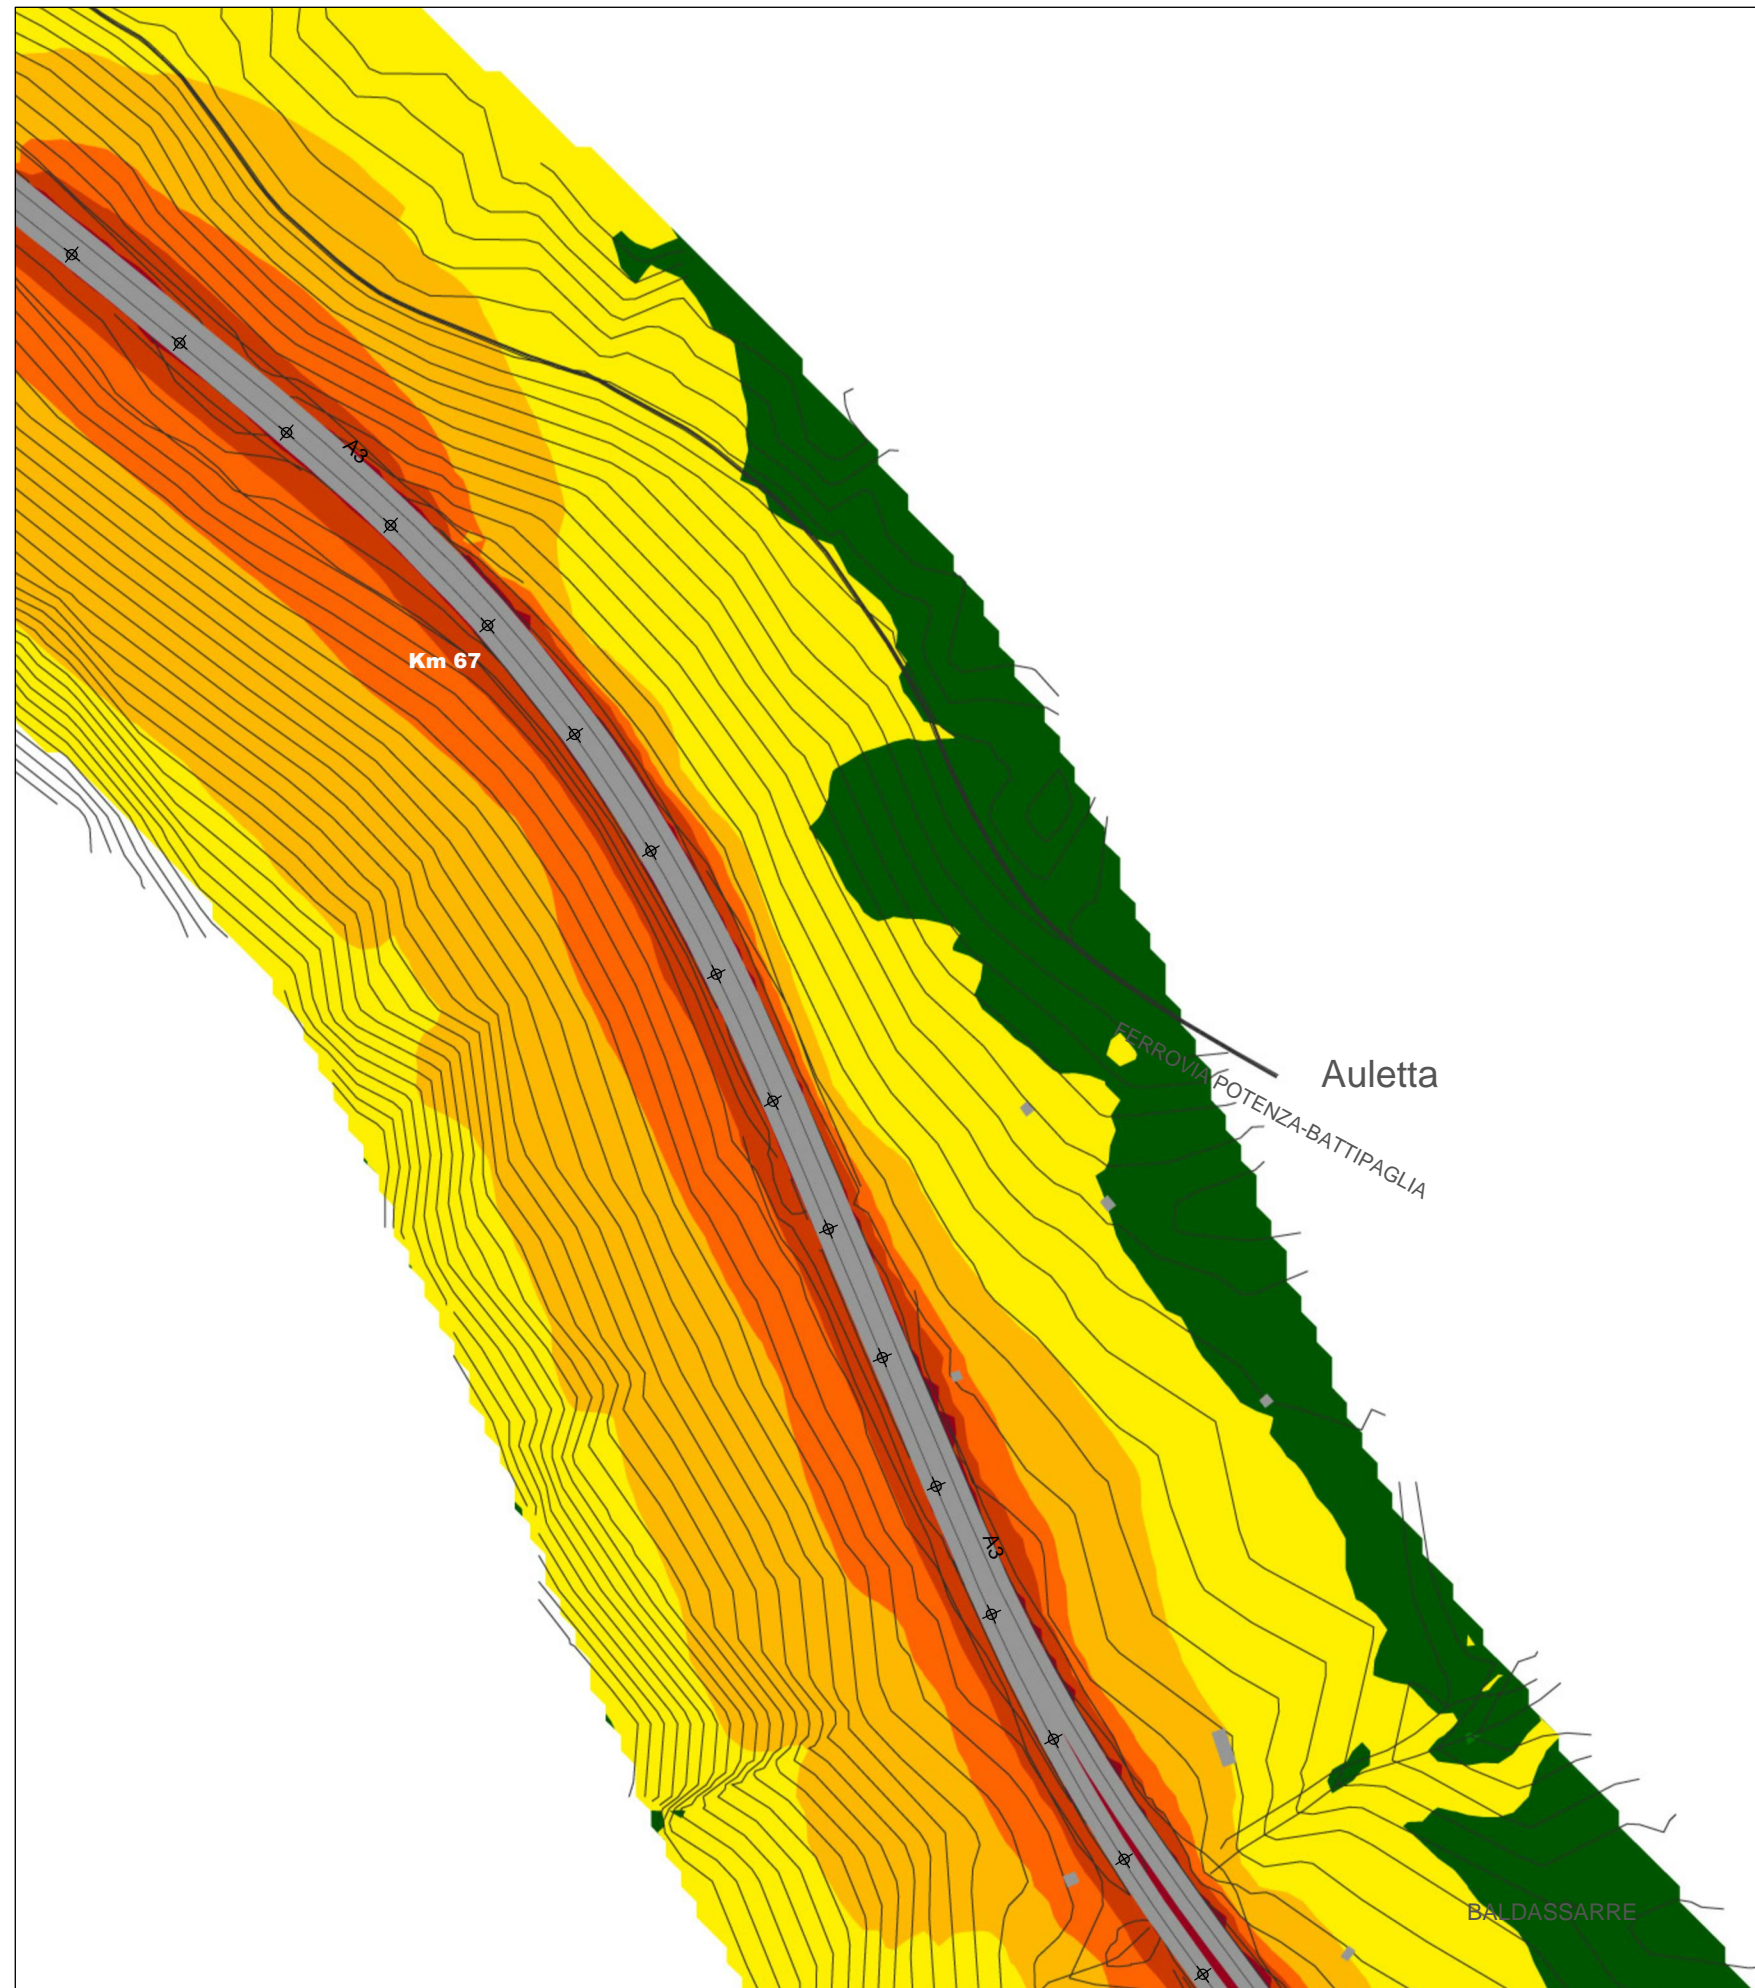 A3
Km 67
FERROVIA POTENZA-BATTIPAGLIA
Auletta
A3
BALDASSARRE